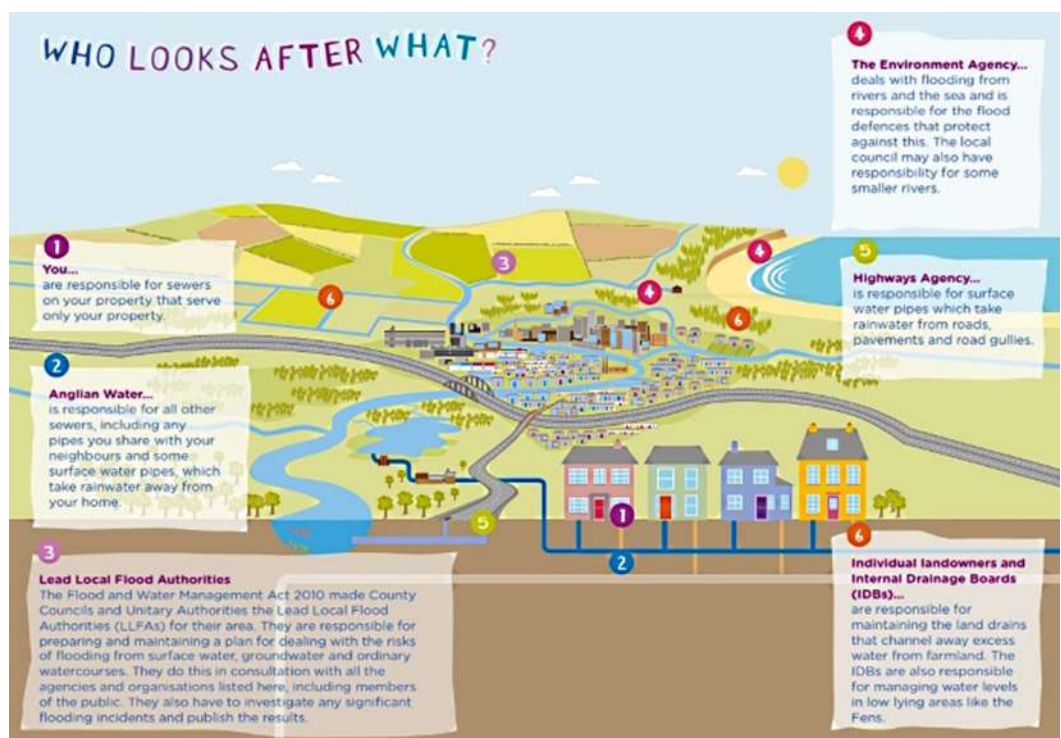 WHO LOOKS AFTER WHAT?
4
The Environment Agency...
deals with flooding from
rivers and the sea and is
responsible for the flood
defences that protect
against this. The local
council may also have
responsibility for some
smaller rivers.
1
You...
are responsible for sewers
on your property that serve
only your property.
3
4
5
Highways Agency...
is responsible for surface
water pipes which take
rainwater from roads,
pavements and road gullies.
6
4
6
2
Anglian Water...
is responsible for all other
sewers, including any
pipes you share with your
neighbours and some
surface water pipes, which
take rainwater away from
your home.
5
1
2
3
Lead Local Flood Authorities
The Flood and Water Management Act 2010 made County
Councils and Unitary Authorities the Lead Local Flood
Authorities (LLFAs) for their area. They are responsible for
preparing and maintaining a plan for dealing with the risks
of flooding from surface water, groundwater and ordinary
watercourses. They do this in consultation with all the
agencies and organisations listed here, including members
of the public. They also have to investigate any significant
flooding incidents and publish the results.
6
Individual landowners and
Internal Drainage Boards
(IDBs)...
are responsible for
maintaining the land drains
that channel away excess
water from farmland. The
IDBs are also responsible
for managing water levels
in low lying areas like the
Fens.